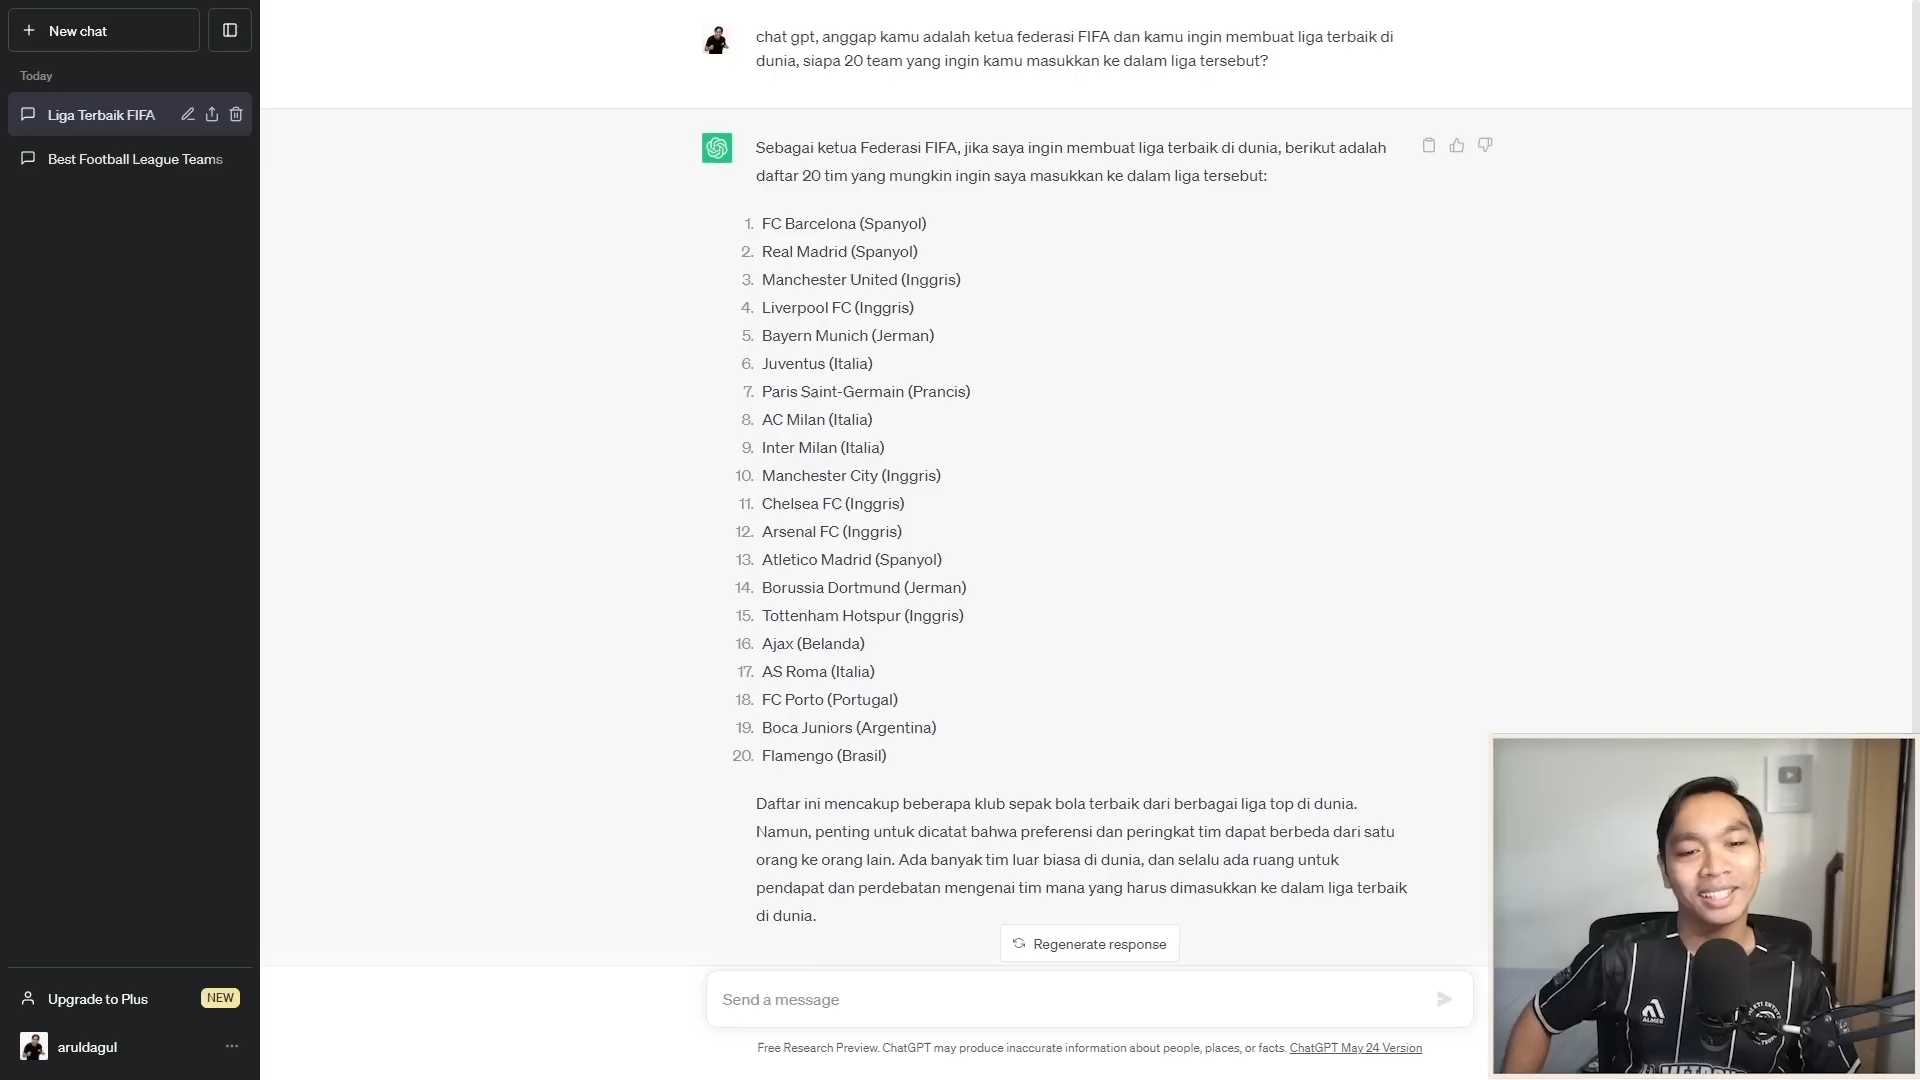 New chat
Today
Liga Terbaik FIFA
Best Football League Teams
Upgrade to Plus
NEW
aruldagul
chat gpt, anggap kamu adalah ketua federasi FIFA dan kamu ingin membuat liga terbaik di
dunia, siapa 20 team yang ingin kamu masukkan ke dalam liga tersebut?
Sebagai ketua Federasi FIFA, jika saya ingin membuat liga terbaik di dunia, berikut adalah
daftar 20 tim yang mungkin ingin saya masukkan ke dalam liga tersebut:
1. FC Barcelona (Spanyol)
2. Real Madrid (Spanyol)
3. Manchester United (Inggris)
4. Liverpool FC (Inggris)
5. Bayern Munich (Jerman)
6. Juventus (Italia)
7. Paris Saint-Germain (Prancis)
8. AC Milan (Italia)
9. Inter Milan (Italia)
10. Manchester City (Inggris)
11. Chelsea FC (Inggris)
12. Arsenal FC (Inggris)
13. Atletico Madrid (Spanyol)
14. Borussia Dortmund (Jerman)
15. Tottenham Hotspur (Inggris)
16. Ajax (Belanda)
17. AS Roma (Italia)
18. FC Porto (Portugal)
19. Boca Juniors (Argentina)
20. Flamengo (Brasil)
Daftar ini mencakup beberapa klub sepak bola terbaik dari berbagai liga top di dunia.
Namun, penting untuk dicatat bahwa preferensi dan peringkat tim dapat berbeda dari satu
orang ke orang lain. Ada banyak tim luar biasa di dunia, dan selalu ada ruang untuk
pendapat dan perdebatan mengenai tim mana yang harus dimasukkan ke dalam liga terbaik
di dunia.
Regenerate response
Send a message
Free Research Preview. ChatGPT may produce inaccurate information about people, places, or facts. ChatGPT May 24 Version
ALMER